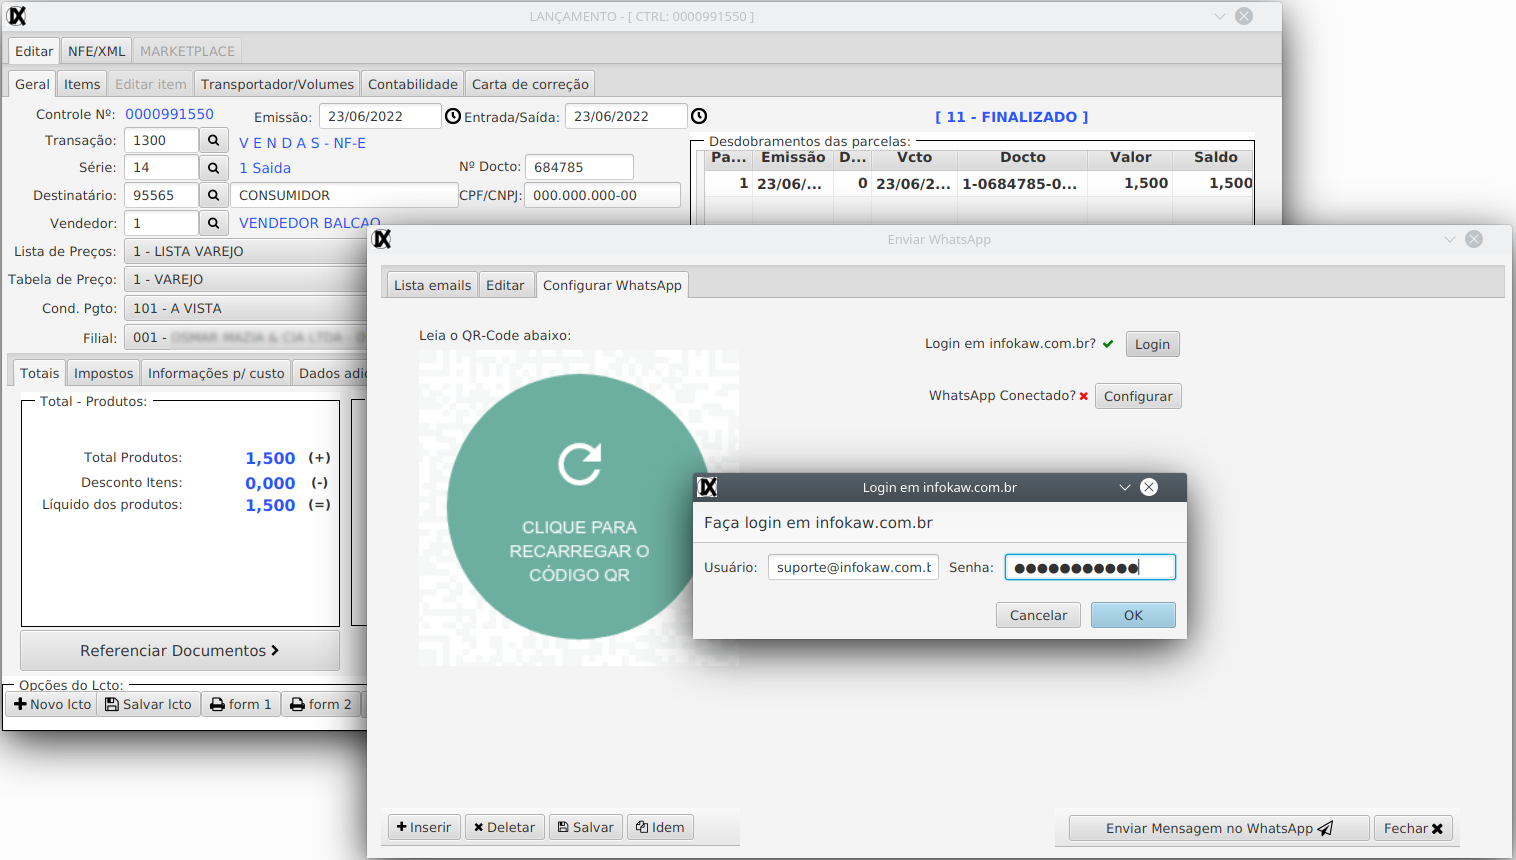 LANÇAMENTO - [ CTRL: 0000991550 ]
Editar NFE/XML MARKETPLACE
Geral Items Editar item Transportador/Volumes Contabilidade Carta de correção
Controle Nº: 0000991550 Emissão: 23/06/2022 Entrada/Saída: 23/06/2022 [ 11 - FINALIZADO ]
Transação: 1300 V E N D A S - NF-E
Série: 14 1 Saida Nº Docto: 684785
Destinatário: 95565 CONSUMIDOR CPF/CNPJ: 000.000.000-00
Vendedor: 1 VENDEDOR BALCAO
Lista de Preços: 1 - LISTA VAREJO
Tabela de Preço: 1 - VAREJO
Cond. Pgto: 101 - A VISTA
Filial: 001 -
Desdobramentos das parcelas:
Pa... Emissão D... Vcto Docto Valor Saldo
1 23/06/... 0 23/06/2... 1-0684785-0... 1,500 1,500
Totais Impostos Informações p/ custo Dados adi
Total - Produtos:
Total Produtos: 1,500 (+)
Desconto Itens: 0,000 (-)
Líquido dos produtos: 1,500 (=)
Referenciar Documentos
Opções do Lcto:
Novo lcto Salvar lcto form 1 form 2
Enviar WhatsApp
Lista emails Editar Configurar WhatsApp
Leia o QR-Code abaixo:
CLIQUE PARA
RECARREGAR O
CÓDIGO QR
Login em infokaw.com.br? Login
WhatsApp Conectado? Configurar
Login em infokaw.com.br
Faça login em infokaw.com.br
Usuário: suporte@infokaw.com.b Senha: ●●●●●●●●●●●
Cancelar OK
Inserir Deletar Salvar Idem
Enviar Mensagem no WhatsApp Fechar